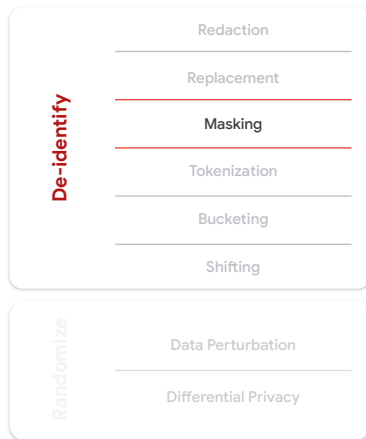 De-identify
Redaction
Replacement
Masking
Tokenization
Bucketing
Shifting
Randomize
Data Perturbation
Differential Privacy